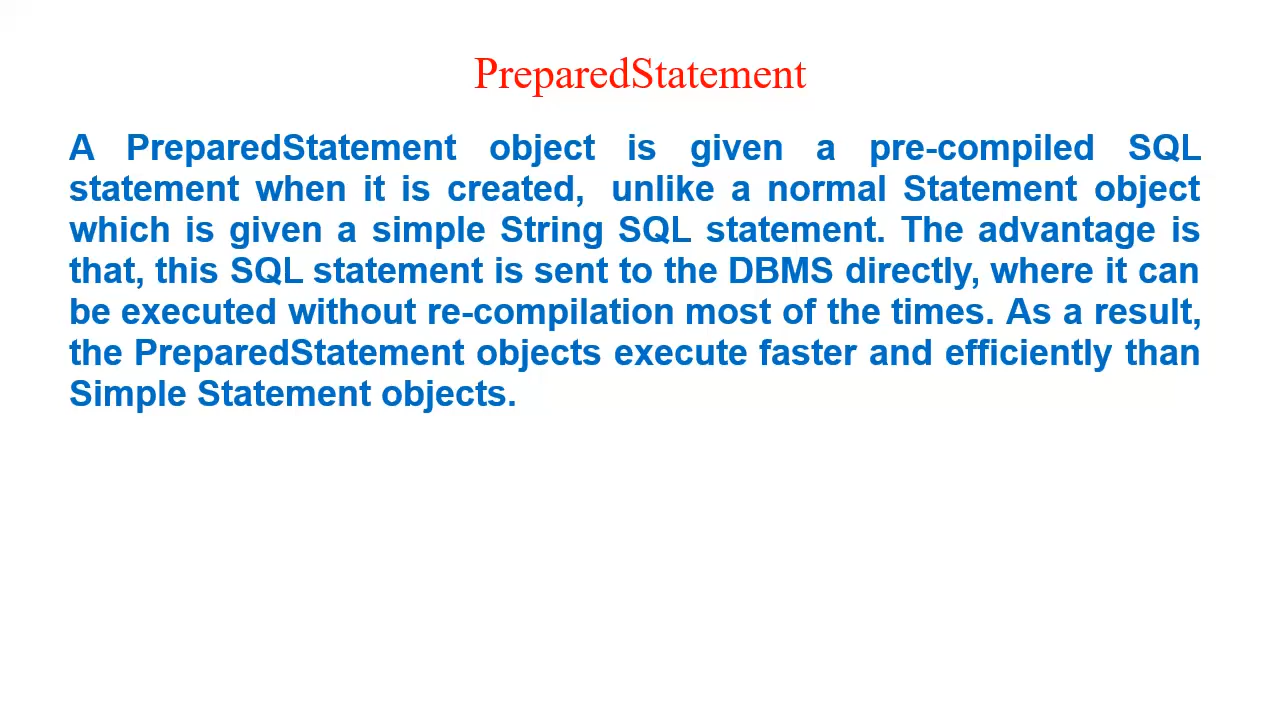 PreparedStatement
A PreparedStatement object is given a pre-compiled SQL
statement when it is created, unlike a normal Statement object
which is given a simple String SQL statement. The advantage is
that, this SQL statement is sent to the DBMS directly, where it can
be executed without re-compilation most of the times. As a result,
the PreparedStatement objects execute faster and efficiently than
Simple Statement objects.